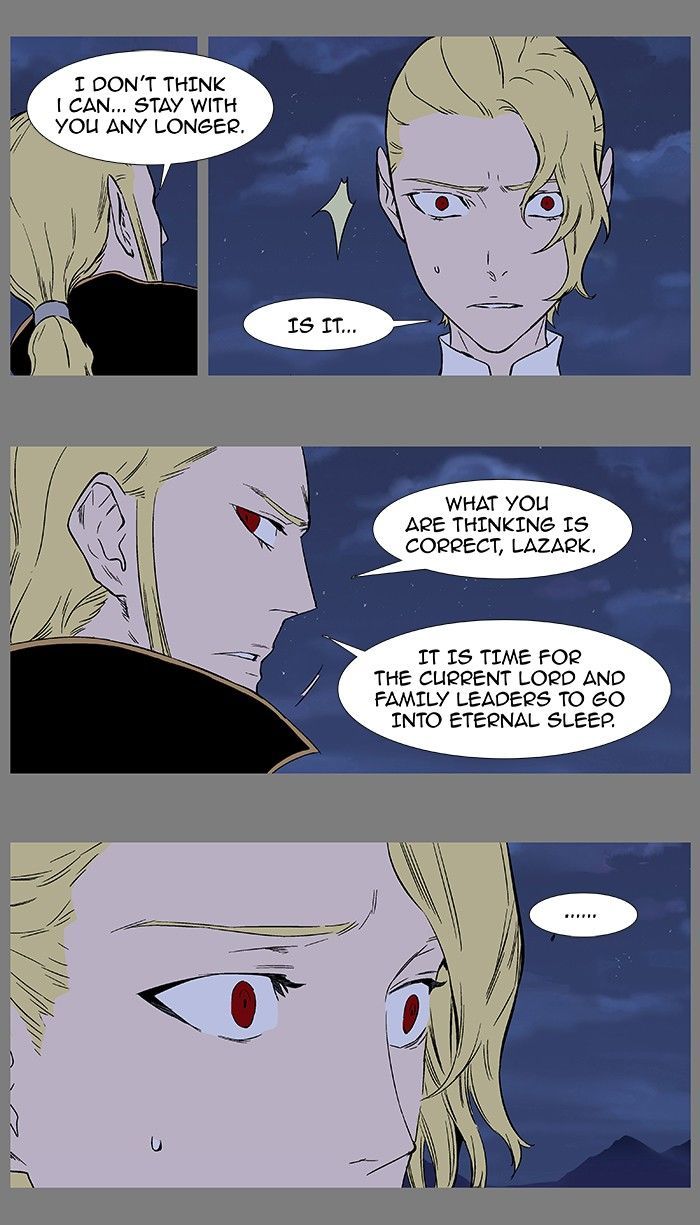 I DON'T THINK
I CAN... STAY WITH
YOU ANY LONGER.
IS IT...
WHAT YOU
ARE THINKING IS
CORRECT, LAZARK.
IT IS TIME FOR
THE CURRENT LORD AND
FAMILY LEADERS TO GO
INTO ETERNAL SLEEP.
......